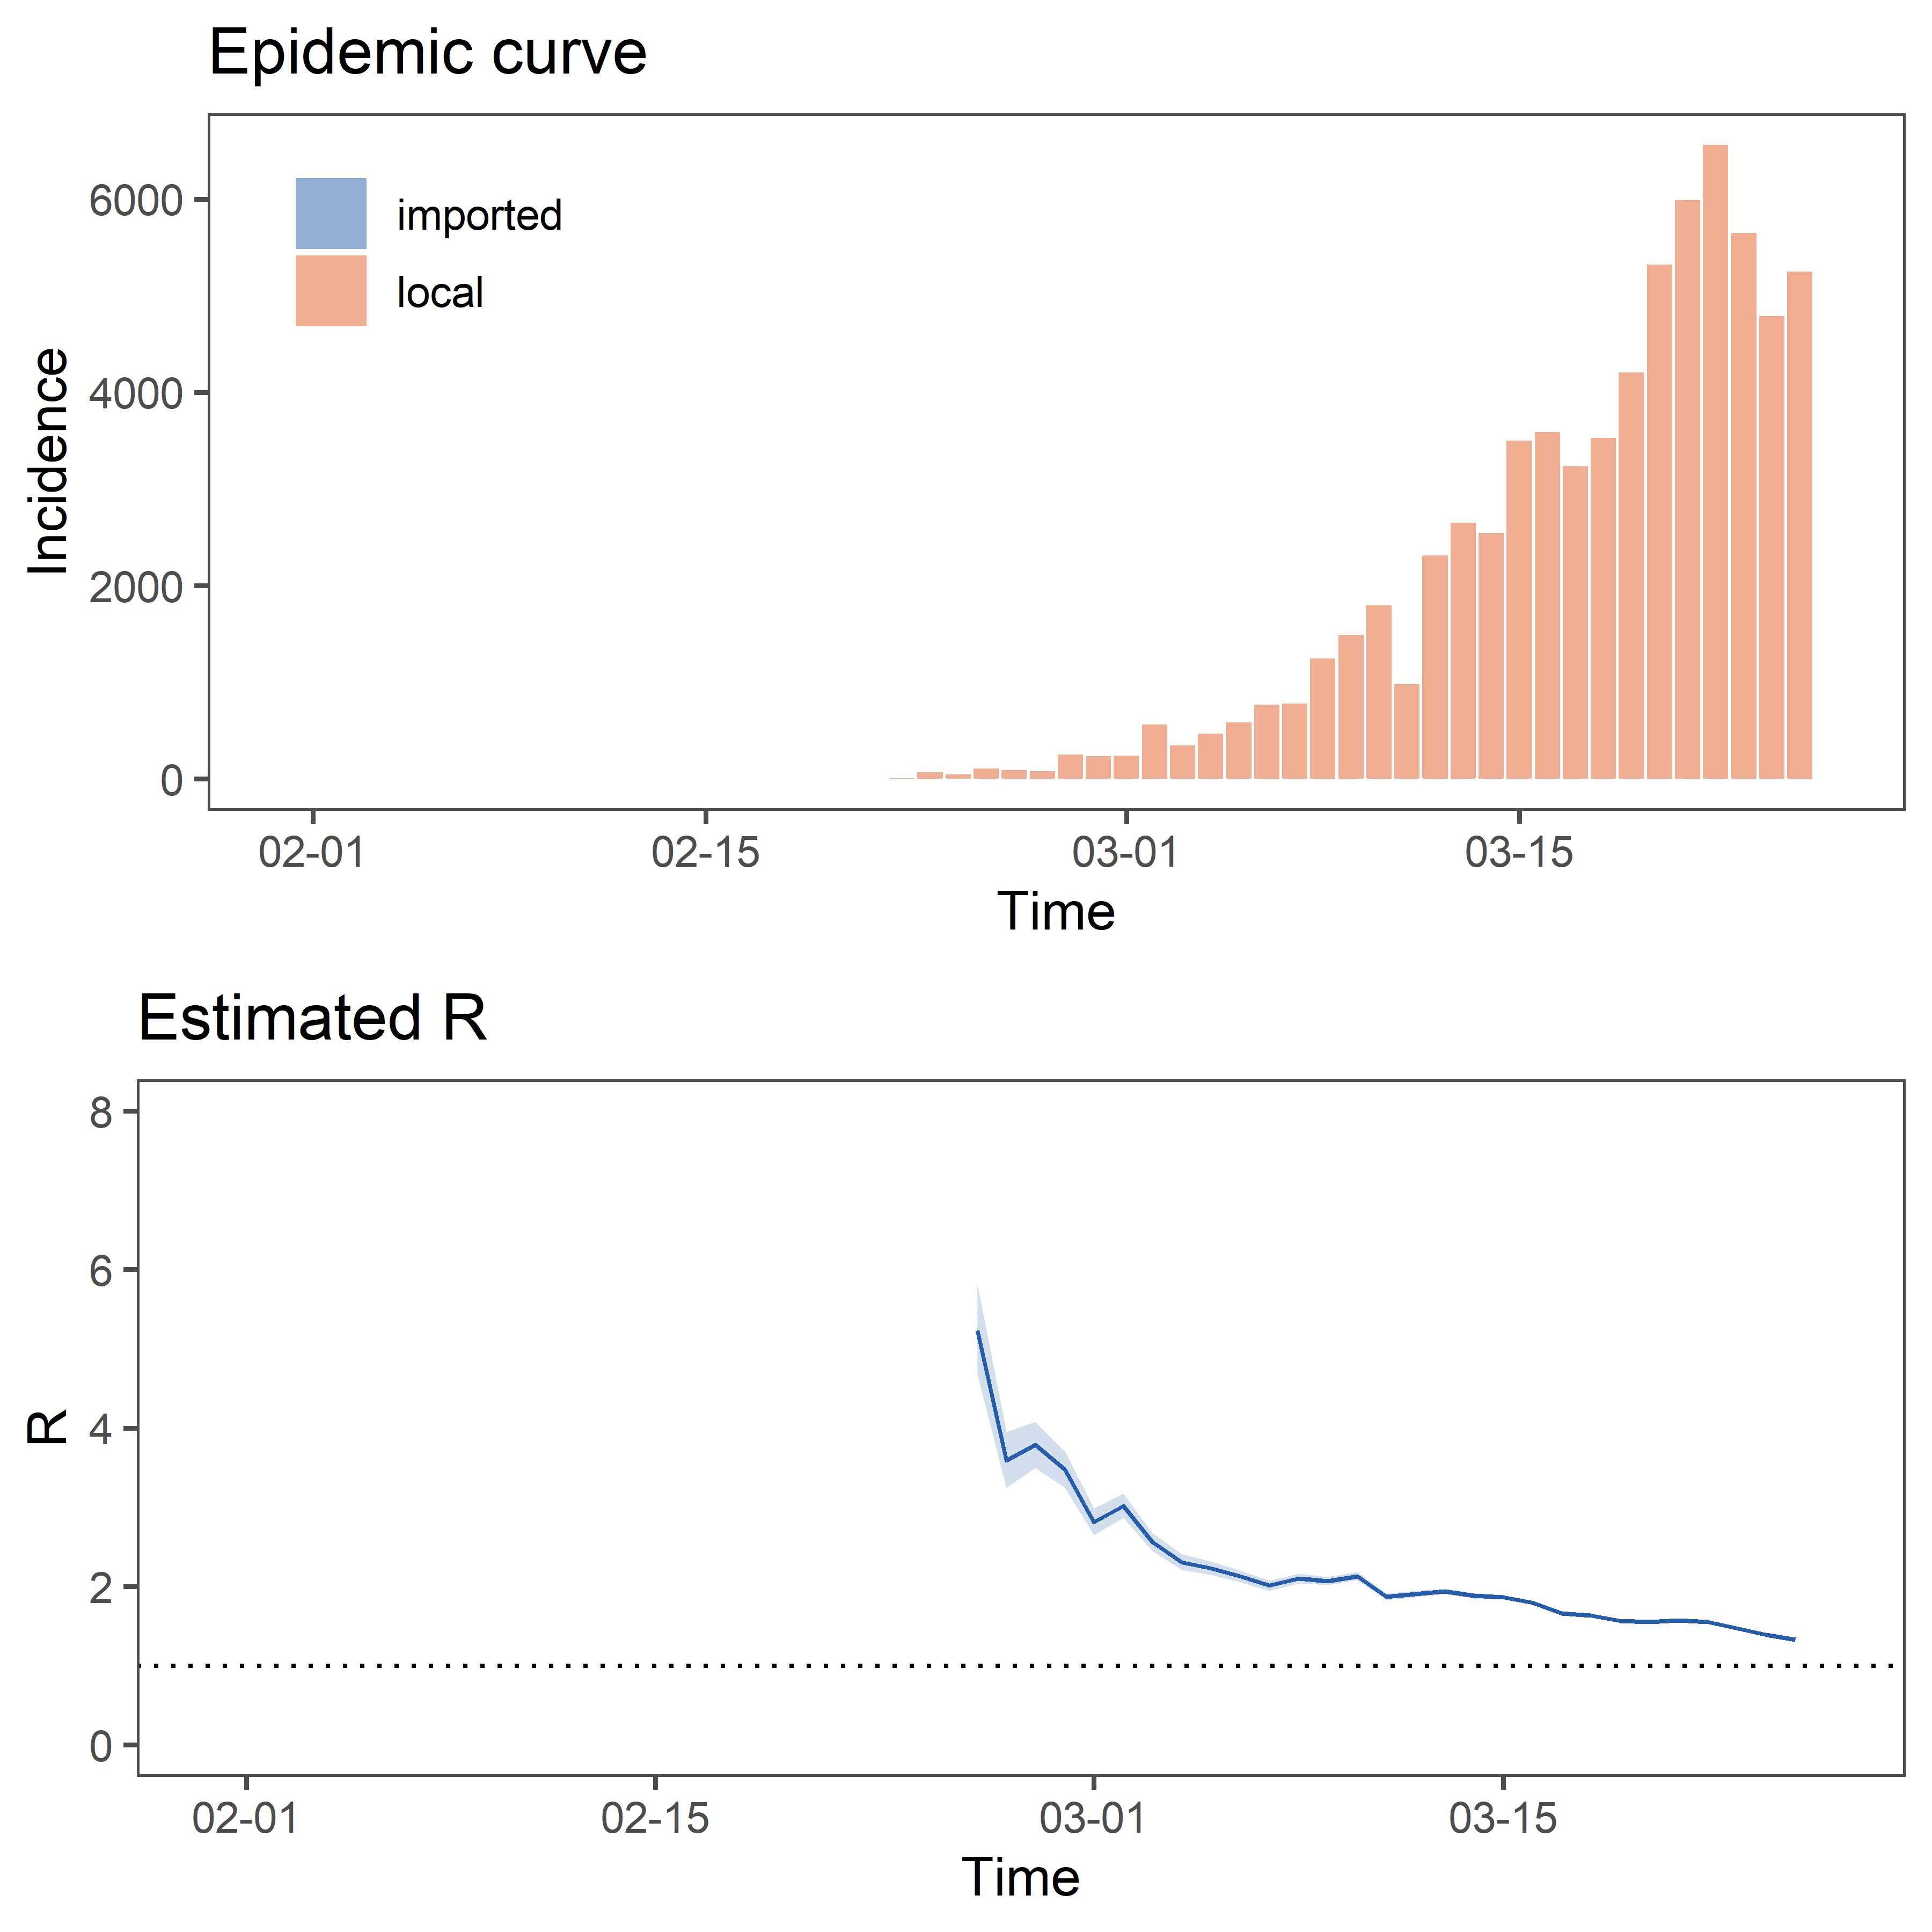 Epidemic curve
imported
local
Incidence
6000
4000
2000
0
02-01 02-15 03-01 03-15
Time
Estimated R
R
8
6
4
2
0
02-01 02-15 03-01 03-15
Time